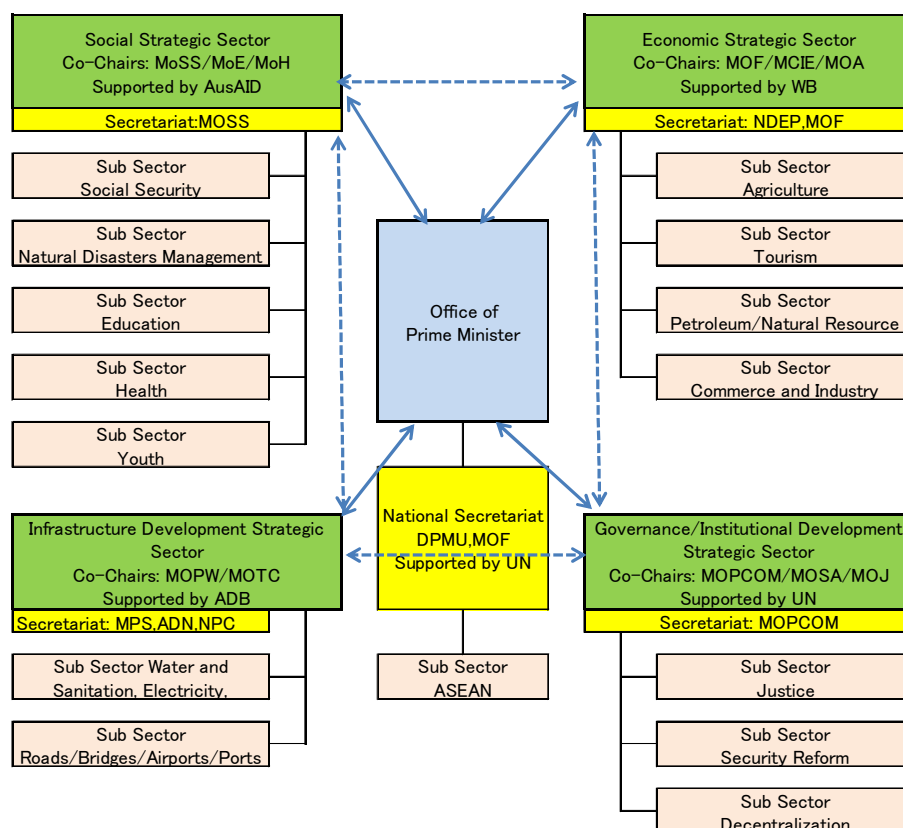 Social Strategic Sector
Co-Chairs: MoSS/MoE/MoH
Supported by AusAID
Secretariat:MOSS
Sub Sector
Social Security
Sub Sector
Natural Disasters Management
Sub Sector
Education
Sub Sector
Health
Sub Sector
Youth
Economic Strategic Sector
Co-Chairs: MOF/MCIE/MOA
Supported by WB
Secretariat: NDEP,MOF
Sub Sector
Agriculture
Sub Sector
Tourism
Sub Sector
Petroleum/Natural Resource
Sub Sector
Commerce and Industry
Office of
Prime Minister
National Secretariat
DPMU,MOF
Supported by UN
Sub Sector
ASEAN
Infrastructure Development Strategic
Sector
Co-Chairs: MOPW/MOTC
Supported by ADB
Secretariat: MPS,ADN,NPC
Sub Sector Water and
Sanitation, Electricity,
Sub Sector
Roads/Bridges/Airports/Ports
Governance/Institutional Development
Strategic Sector
Co-Chairs: MOPCOM/MOSA/MOJ
Supported by UN
Secretariat: MOPCOM
Sub Sector
Justice
Sub Sector
Security Reform
Sub Sector
Decentralization